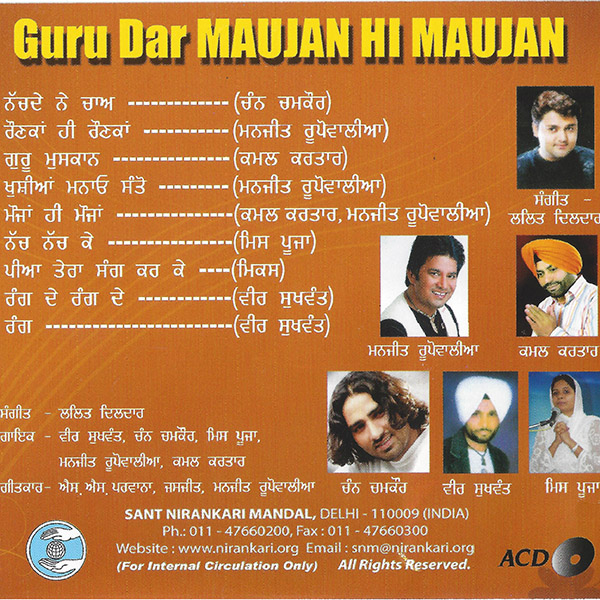 Guru Dar MAUJAN HI MAUJAN
ਨੱਚਦੇ ਨੇ ਚਾਅ -------------(ਚੰਨ ਚਮਕੌਰ)
ਰੌਣਕਾਂ ਹੀ ਰੌਣਕਾਂ -----------(ਮਨਜੀਤ ਰੂਪੋਵਾਲੀਆ)
ਗੁਰੂ ਮੁਸਕਾਨ ---------------(ਕਮਲ ਕਰਤਾਰ)
ਖੁਸ਼ੀਆਂ ਮਨਾਓ ਸੰਤੋ ----------(ਮਨਜੀਤ ਰੂਪੋਵਾਲੀਆ)
ਮੌਜਾਂ ਹੀ ਮੌਜਾਂ --------------(ਕਮਲ ਕਰਤਾਰ, ਮਨਜੀਤ ਰੂਪੋਵਾਲੀਆ)
ਨੱਚ ਨੱਚ ਕੇ -----------------(ਮਿਸ ਪੂਜਾ)
ਪੀਆ ਤੇਰਾ ਸੰਗ ਕਰ ਕੇ ----(ਮਿਕਸ)
ਰੰਗ ਦੇ ਰੰਗ ਦੇ --------------(ਵੀਰ ਸੁਖਵੰਤ)
ਰੰਗ ------------------------(ਵੀਰ ਸੁਖਵੰਤ)
ਸੰਗੀਤ -
ਲਲਿਤ ਦਿਲਦਾਰ
ਮਨਜੀਤ ਰੂਪੋਵਾਲੀਆ
ਕਮਲ ਕਰਤਾਰ
ਚੰਨ ਚਮਕੌਰ
ਵੀਰ ਸੁਖਵੰਤ
ਮਿਸ ਪੂਜਾ
ਸੰਗੀਤ - ਲਲਿਤ ਦਿਲਦਾਰ
ਗਾਇਕ - ਵੀਰ ਸੁਖਵੰਤ, ਚੰਨ ਚਮਕੌਰ, ਮਿਸ ਪੂਜਾ,
ਮਨਜੀਤ ਰੂਪੋਵਾਲੀਆ, ਕਮਲ ਕਰਤਾਰ
ਗੀਤਕਾਰ - ਐਸ.ਐਸ.ਪਰਵਾਨਾ, ਜਸਜੀਤ, ਮਨਜੀਤ ਰੂਪੋਵਾਲੀਆ
SANT NIRANKARI MANDAL, DELHI - 110009 (INDIA)
Ph.: 011 - 47660200, Fax : 011 - 47660300
Website : www.nirankari.org Email : snm@nirankari.org
(For Internal Circulation Only) All Rights Reserved.
ACD